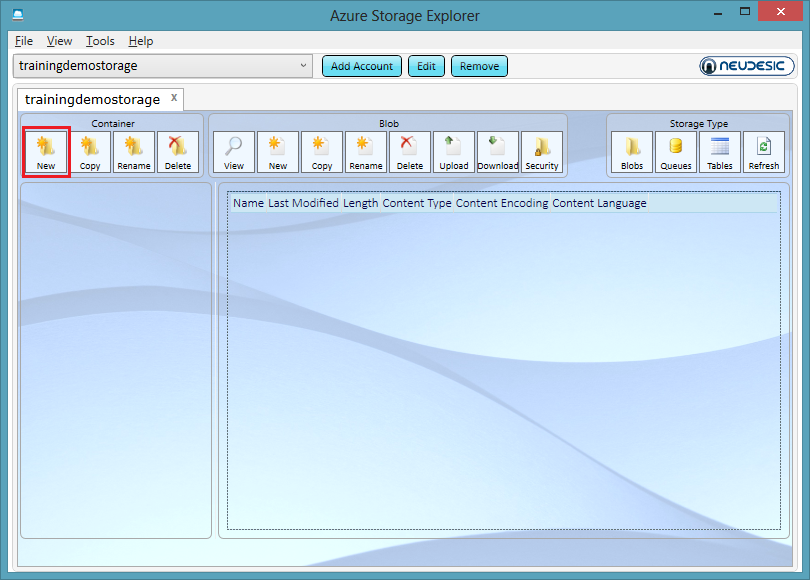 Azure Storage Explorer
File View Tools Help
trainingdemostorage Add Account Edit Remove NEUDESIC
trainingdemostorage x
Container Blob Storage Type
New Copy Rename Delete View New Copy Rename Delete Upload Download Security Blobs Queues Tables Refresh
Name Last Modified Length Content Type Content Encoding Content Language